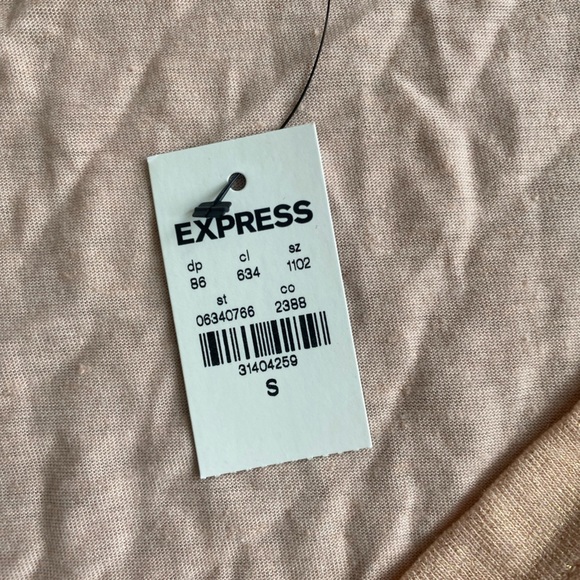 EXPRESS
dp cl sz
86 634 1102
st co
06340766 2388
31404259
S